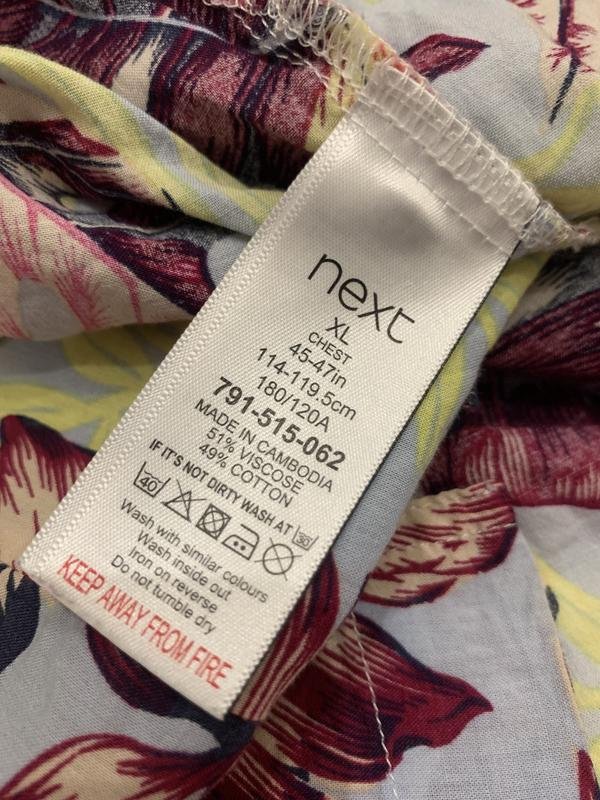 next
XL
CHEST
45-47in
114-119.5cm
180/120A
791-515-062
MADE IN CAMBODIA
51% VISCOSE
49% COTTON
IF IT'S NOT DIRTY WASH AT 30
40
Wash with similar colours
Wash inside out
Iron on reverse
Do not tumble dry
KEEP AWAY FROM FIRE